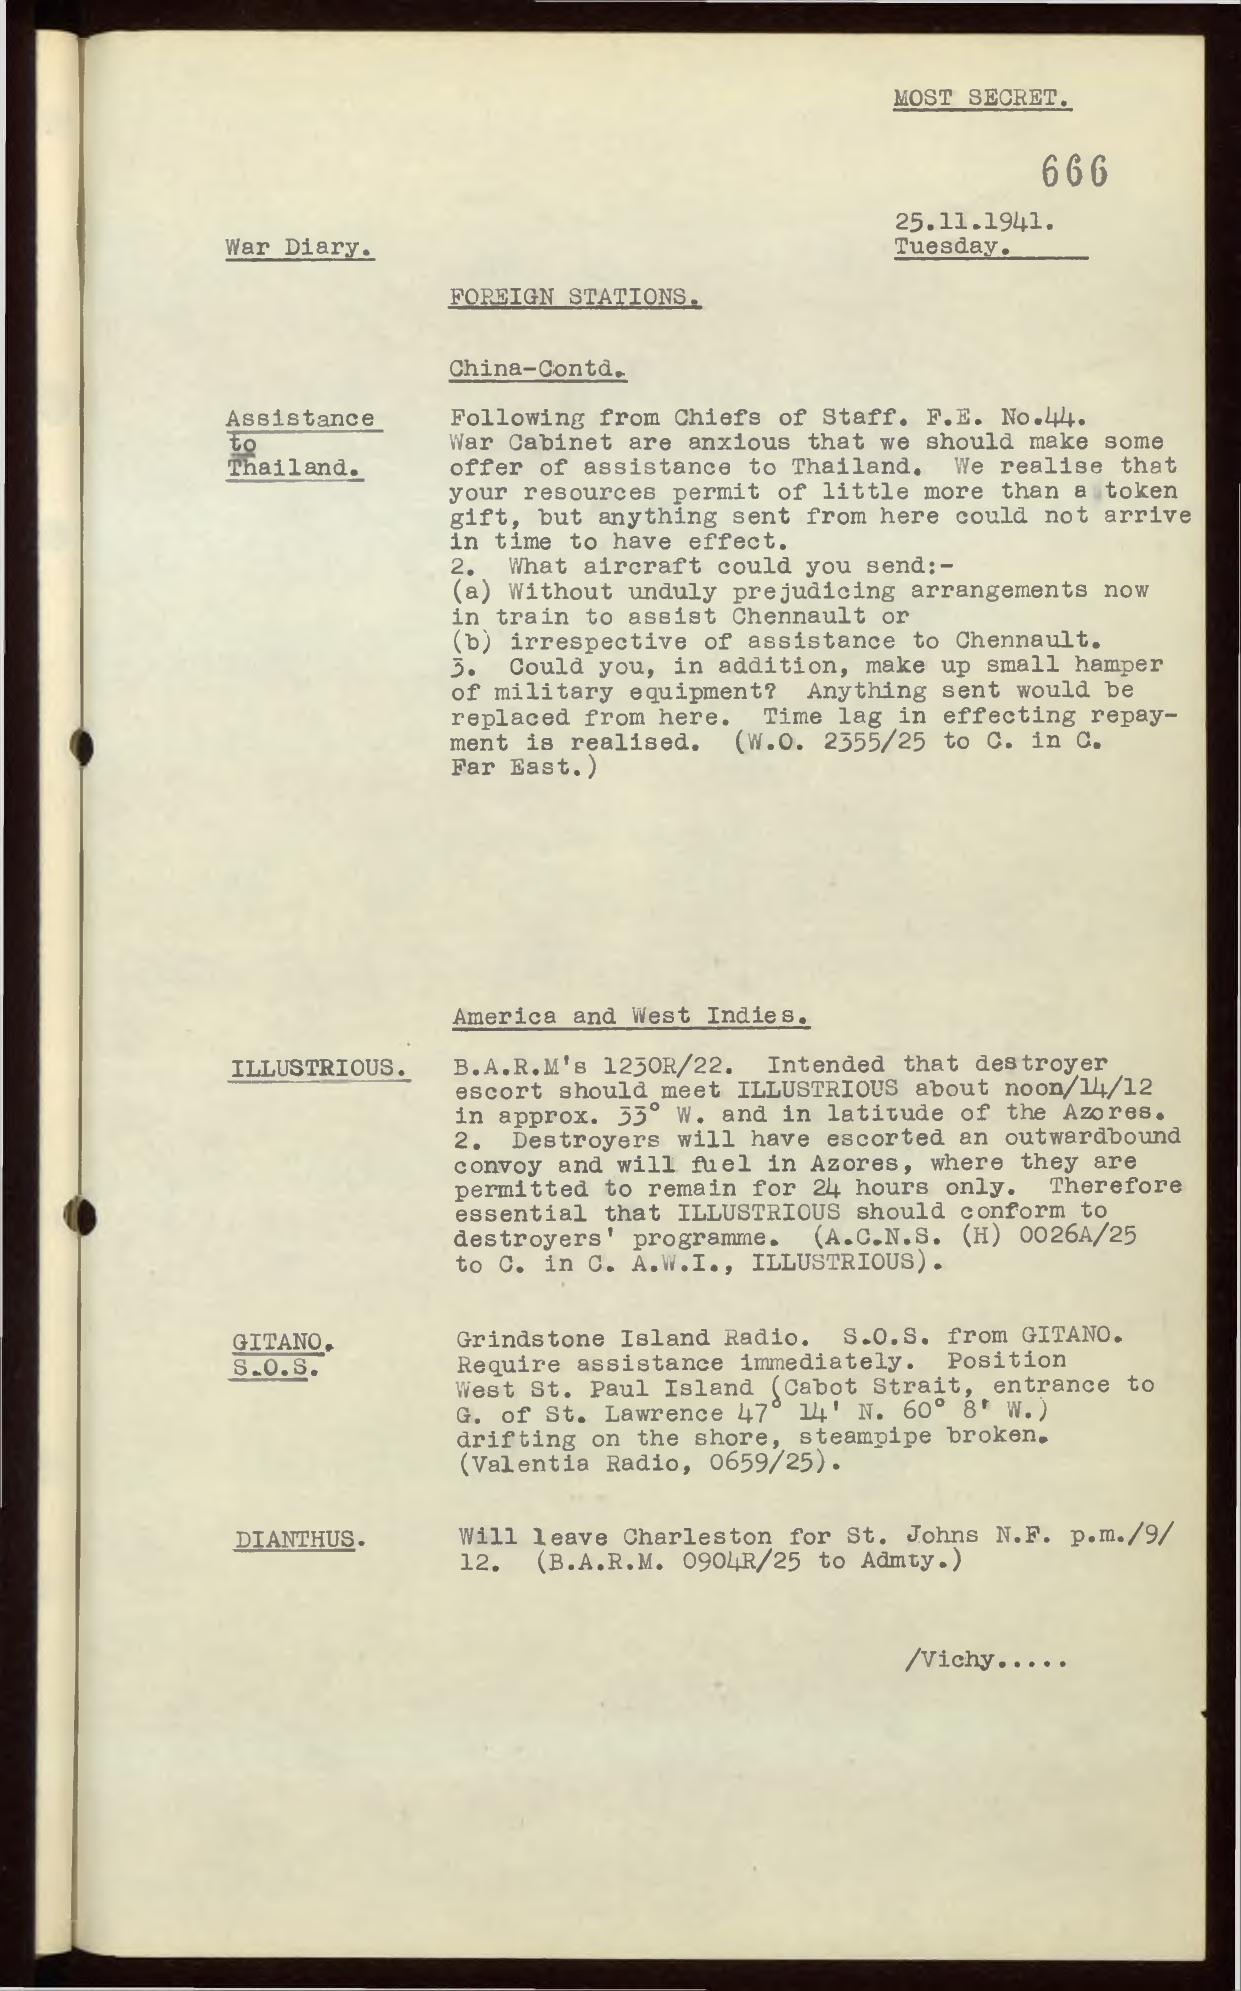 MOST SECRET.
666
25.11.1941.
War Diary.
Tuesday.
FOREIGN STATIONS.
China-Contd.
Assistance
to
Thailand.
Following from Chiefs of Staff. F.E. No.44.
War Cabinet are anxious that we should make some
offer of assistance to Thailand. We realise that
your resources permit of little more than a token
gift, but anything sent from here could not arrive
in time to have effect.
2. What aircraft could you send:-
(a) Without unduly prejudicing arrangements now
in train to assist Chennault or
(b) irrespective of assistance to Chennault.
3. Could you, in addition, make up small hamper
of military equipment? Anything sent would be
replaced from here. Time lag in effecting repay-
ment is realised. (W.O. 2355/25 to C. in C.
Far East.)
America and West Indies.
ILLUSTRIOUS.
B.A.R.M's 1230R/22. Intended that destroyer
escort should meet ILLUSTRIOUS about noon/14/12
in approx. 33° W. and in latitude of the Azores.
2. Destroyers will have escorted an outwardbound
convoy and will fuel in Azores, where they are
permitted to remain for 24 hours only. Therefore
essential that ILLUSTRIOUS should conform to
destroyers' programme. (A.C.N.S. (H) 0026A/25
to C. in C. A.W.I., ILLUSTRIOUS).
GITANO.
S.O.S.
Grindstone Island Radio. S.O.S. from GITANO.
Require assistance immediately. Position
West St. Paul Island (Cabot Strait, entrance to
G. of St. Lawrence 47° 14' N. 60° 8' W.)
drifting on the shore, steampipe broken.
(Valentia Radio, 0659/25).
DIANTHUS.
Will leave Charleston for St. Johns N.F. p.m./9/
12. (B.A.R.M. 0904R/25 to Admty.)
/Vichy.....